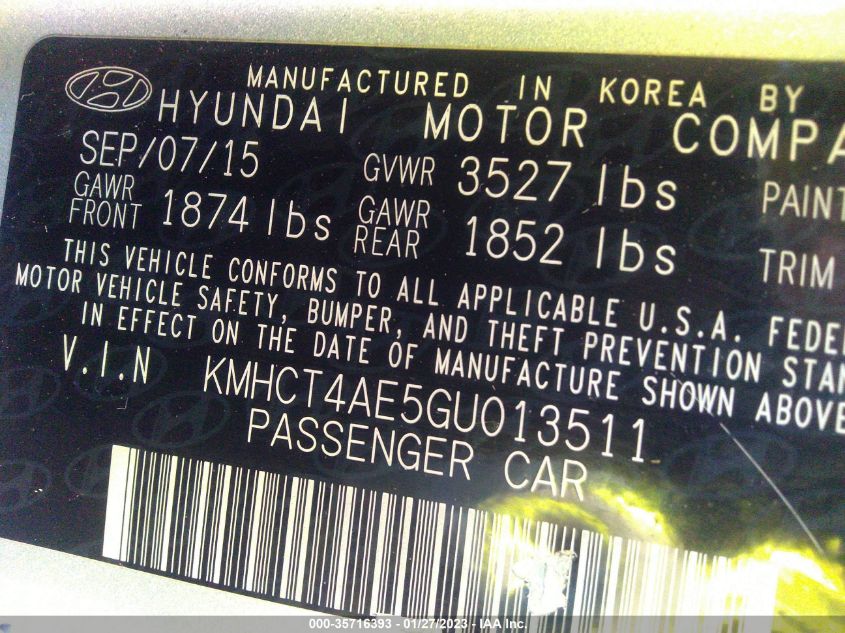 MANUFACTURED IN KOREA BY
HYUNDAI MOTOR COMPA
SEP/07/15 GVWR 3527 lbs PAINT
GAWR FRONT 1874 lbs GAWR REAR 1852 lbs TRIM
THIS VEHICLE CONFORMS TO ALL APPLICABLE U.S.A. FEDER
MOTOR VEHICLE SAFETY, BUMPER, AND THEFT PREVENTION STAN
IN EFFECT ON THE DATE OF MANUFACTURE SHOWN ABOVE
V.I.N KMHCT4AE5GU013511
PASSENGER CAR
000-35716393 - 01/27/2023 - IAA Inc.